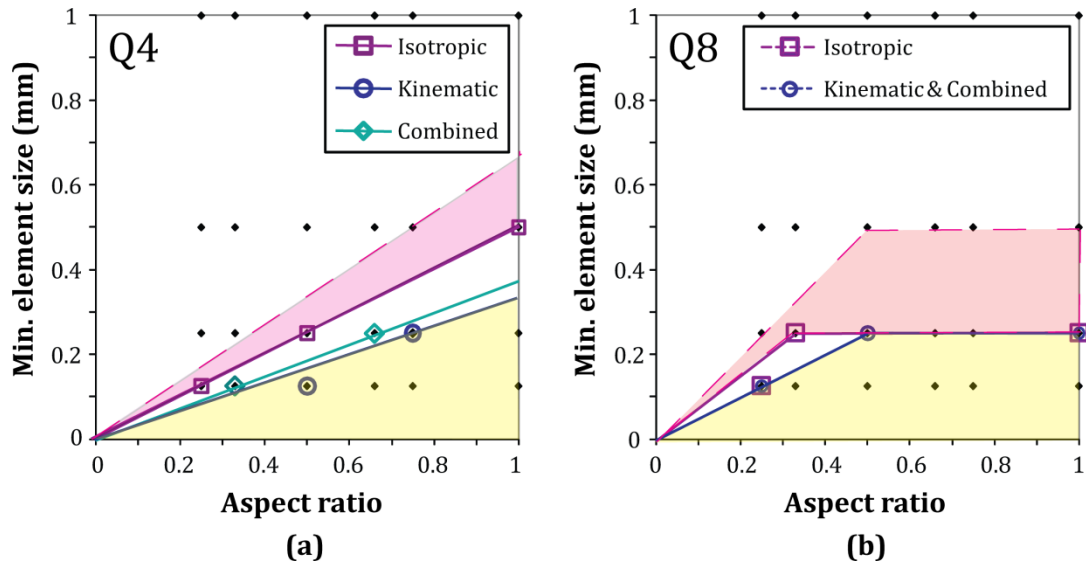 Q4
Isotropic
Kinematic
Combined
Min. element size (mm)
1
0.8
0.6
0.4
0.2
0
0
0.2
0.4
0.6
0.8
1
Aspect ratio
(a)
Q8
Isotropic
Kinematic & Combined
Min. element size (mm)
1
0.8
0.6
0.4
0.2
0
0
0.2
0.4
0.6
0.8
1
Aspect ratio
(b)